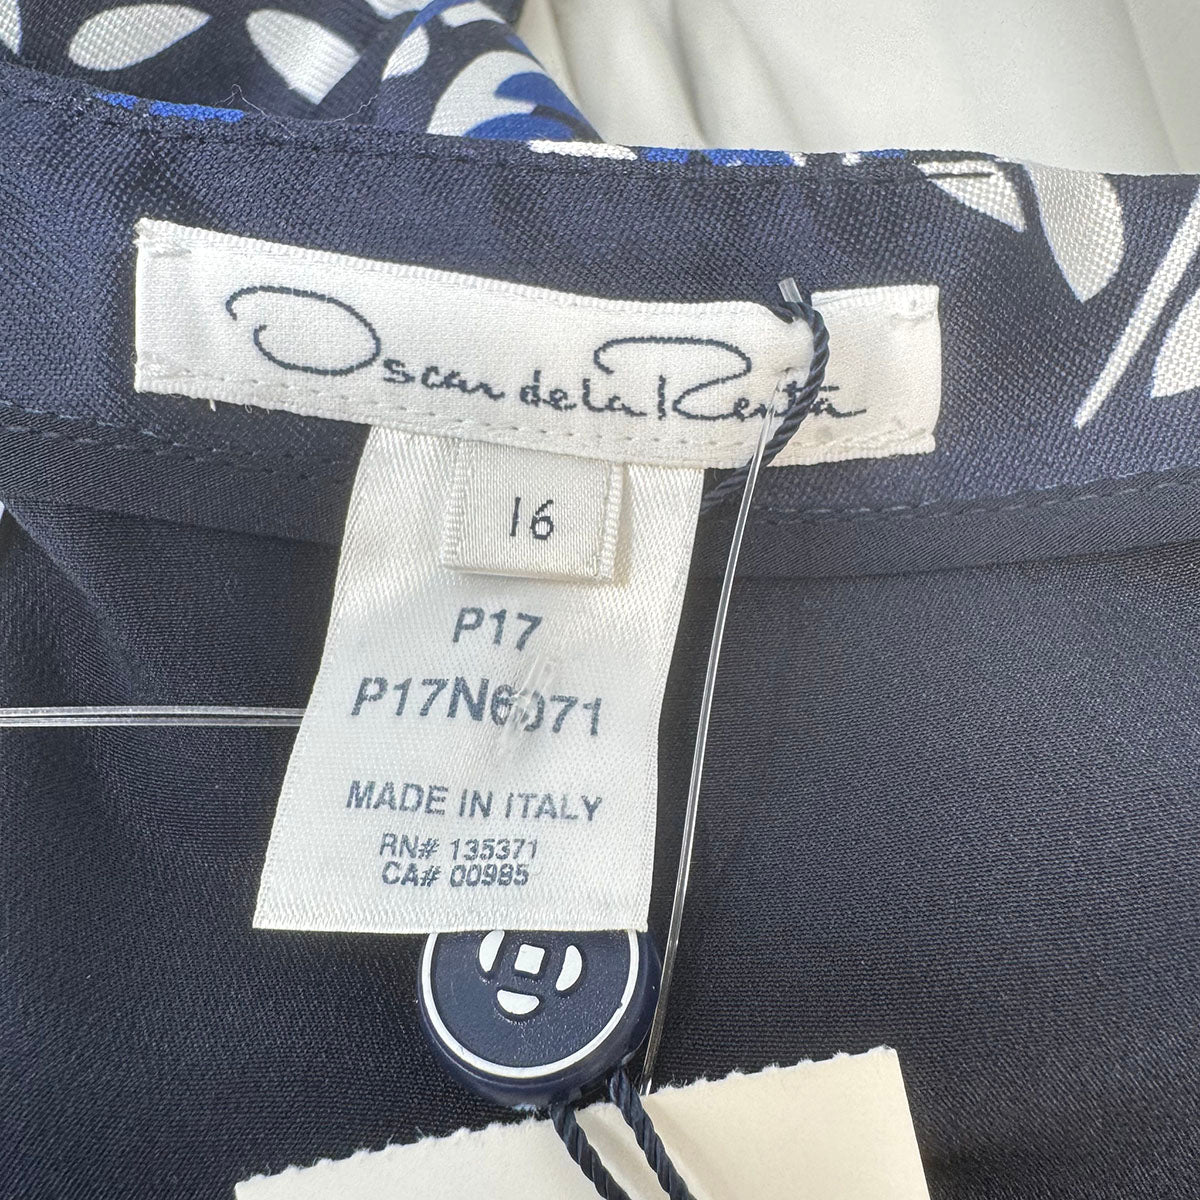 Oscar de la Renta
16
P17
P17N6071
MADE IN ITALY
RN# 135371
CA# 00985